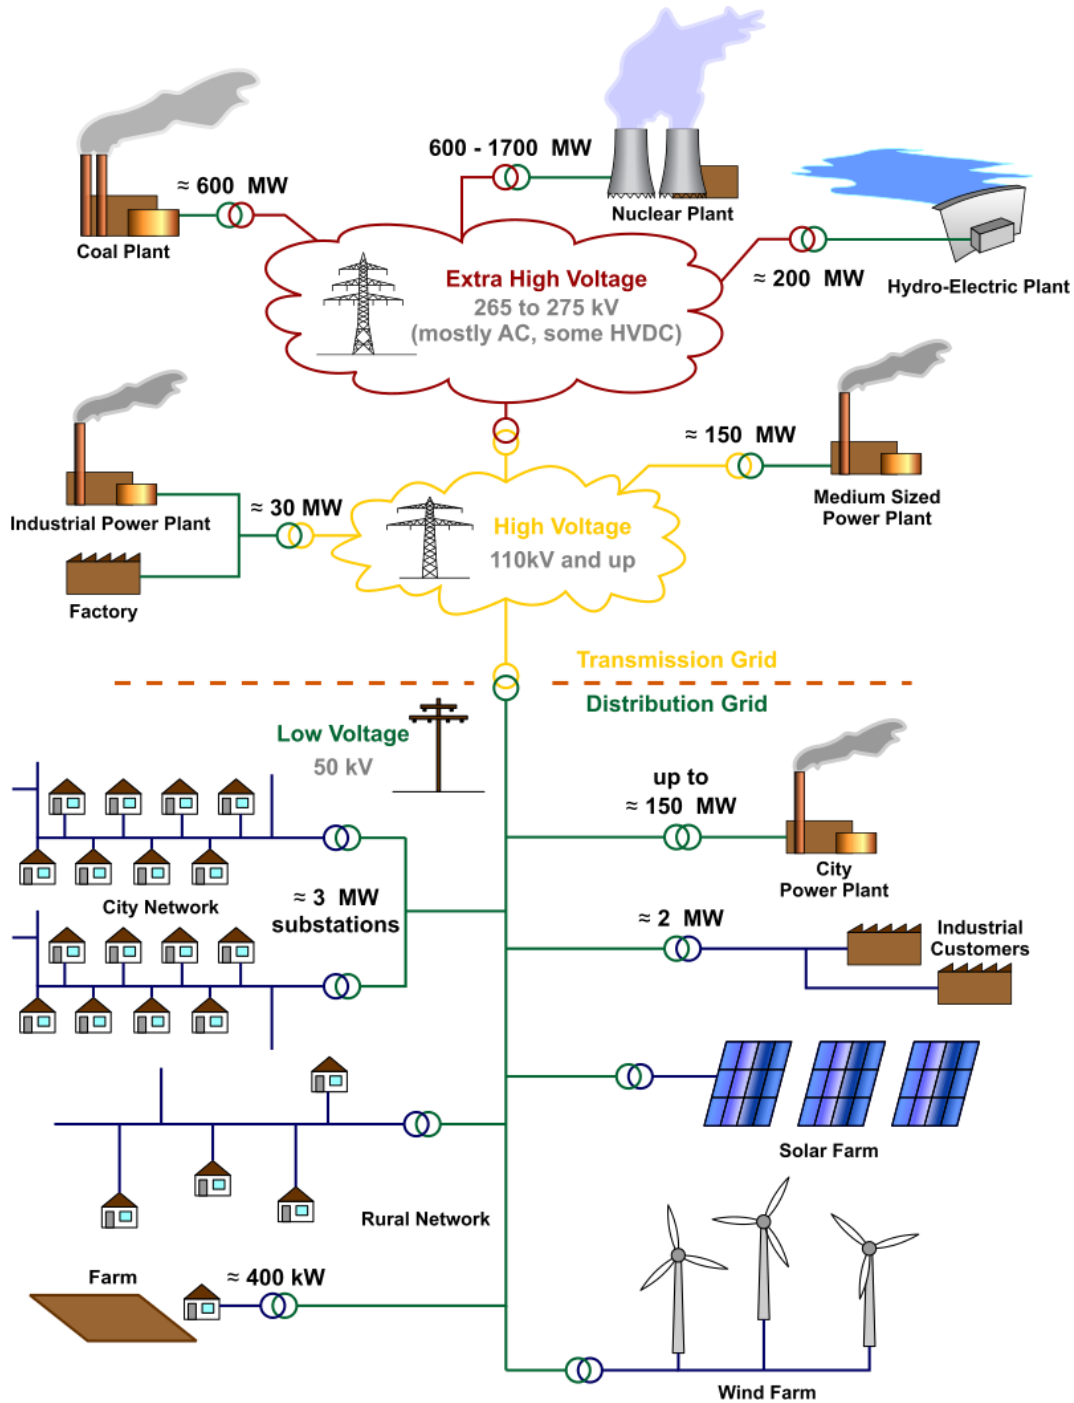 600 - 1700 MW
≈ 600 MW
Nuclear Plant
Coal Plant
≈ 200 MW
Hydro-Electric Plant
Extra High Voltage
265 to 275 kV
(mostly AC, some HVDC)
≈ 150 MW
Medium Sized
Power Plant
≈ 30 MW
Industrial Power Plant
High Voltage
110kV and up
Factory
Transmission Grid
Distribution Grid
Low Voltage
50 kV
up to
≈ 150 MW
City
Power Plant
≈ 3 MW
substations
City Network
≈ 2 MW
Industrial
Customers
Solar Farm
Rural Network
Farm
≈ 400 kW
Wind Farm